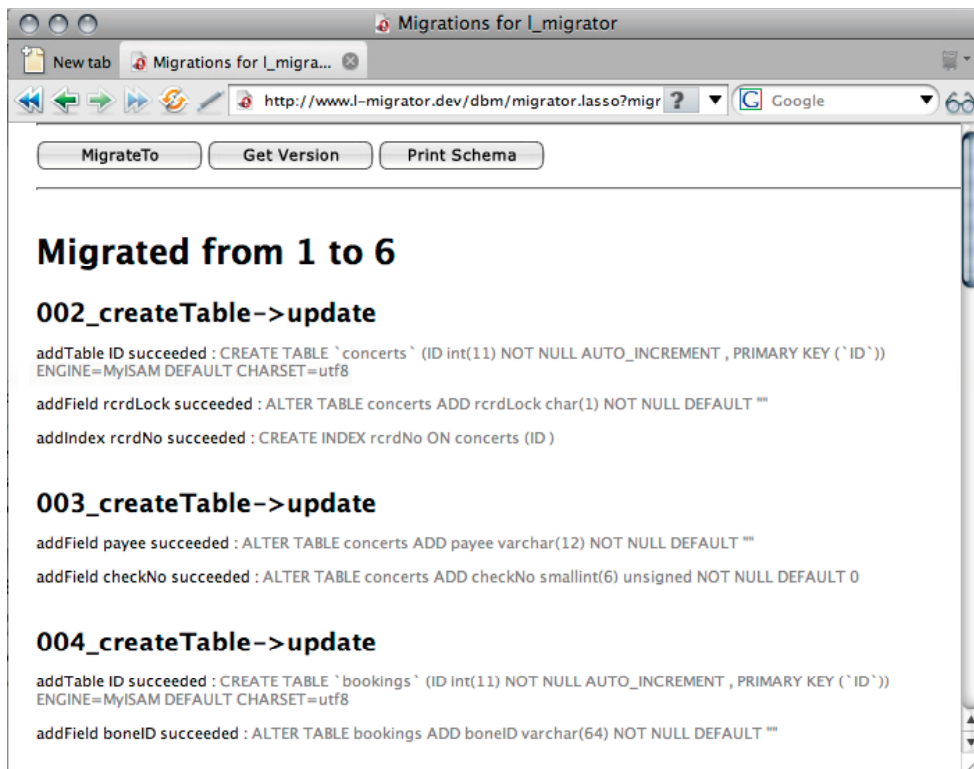 Migrations for l_migrator
New tab
Migrations for l_migra...
http://www.l-migrator.dev/dbm/migrator.lasso?migr
?
G Google
MigrateTo
Get Version
Print Schema
Migrated from 1 to 6
002_createTable->update
addTable ID succeeded : CREATE TABLE `concerts` (ID int(11) NOT NULL AUTO_INCREMENT , PRIMARY KEY (`ID`))
ENGINE=MyISAM DEFAULT CHARSET=utf8
addField rcrdLock succeeded : ALTER TABLE concerts ADD rcrdLock char(1) NOT NULL DEFAULT ""
addIndex rcrdNo succeeded : CREATE INDEX rcrdNo ON concerts (ID )
003_createTable->update
addField payee succeeded : ALTER TABLE concerts ADD payee varchar(12) NOT NULL DEFAULT ""
addField checkNo succeeded : ALTER TABLE concerts ADD checkNo smallint(6) unsigned NOT NULL DEFAULT 0
004_createTable->update
addTable ID succeeded : CREATE TABLE `bookings` (ID int(11) NOT NULL AUTO_INCREMENT , PRIMARY KEY (`ID`))
ENGINE=MyISAM DEFAULT CHARSET=utf8
addField boneID succeeded : ALTER TABLE bookings ADD boneID varchar(64) NOT NULL DEFAULT ""